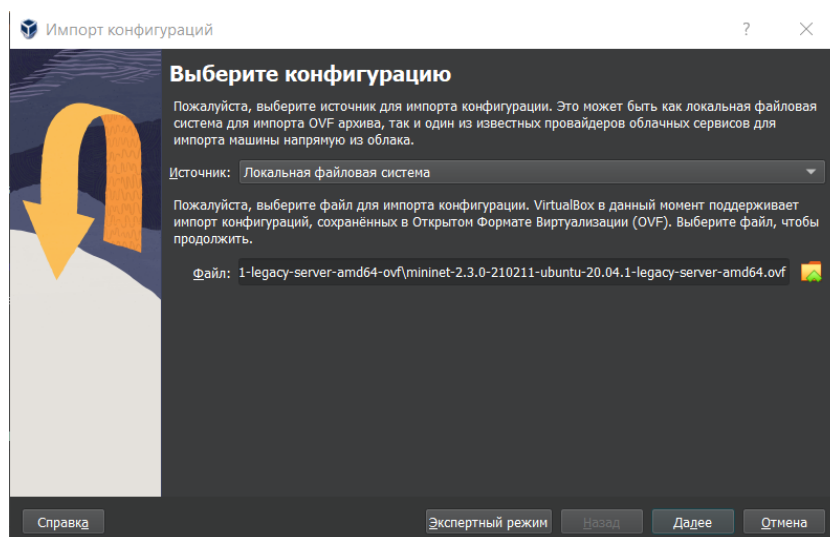 Импорт конфигураций
Выберите конфигурацию
Пожалуйста, выберите источник для импорта конфигурации. Это может быть как локальная файловая
система для импорта OVF архива, так и один из известных провайдеров облачных сервисов для
импорта машины напрямую из облака.
Источник: Локальная файловая система
Пожалуйста, выберите файл для импорта конфигурации. VirtualBox в данный момент поддерживает
импорт конфигураций, сохранённых в Открытом Формате Виртуализации (OVF). Выберите файл, чтобы
продолжить.
Файл: 1-legacy-server-amd64-ovf\mininet-2.3.0-210211-ubuntu-20.04.1-legacy-server-amd64.ovf
Справка Экспертный режим Назад Далее Отмена